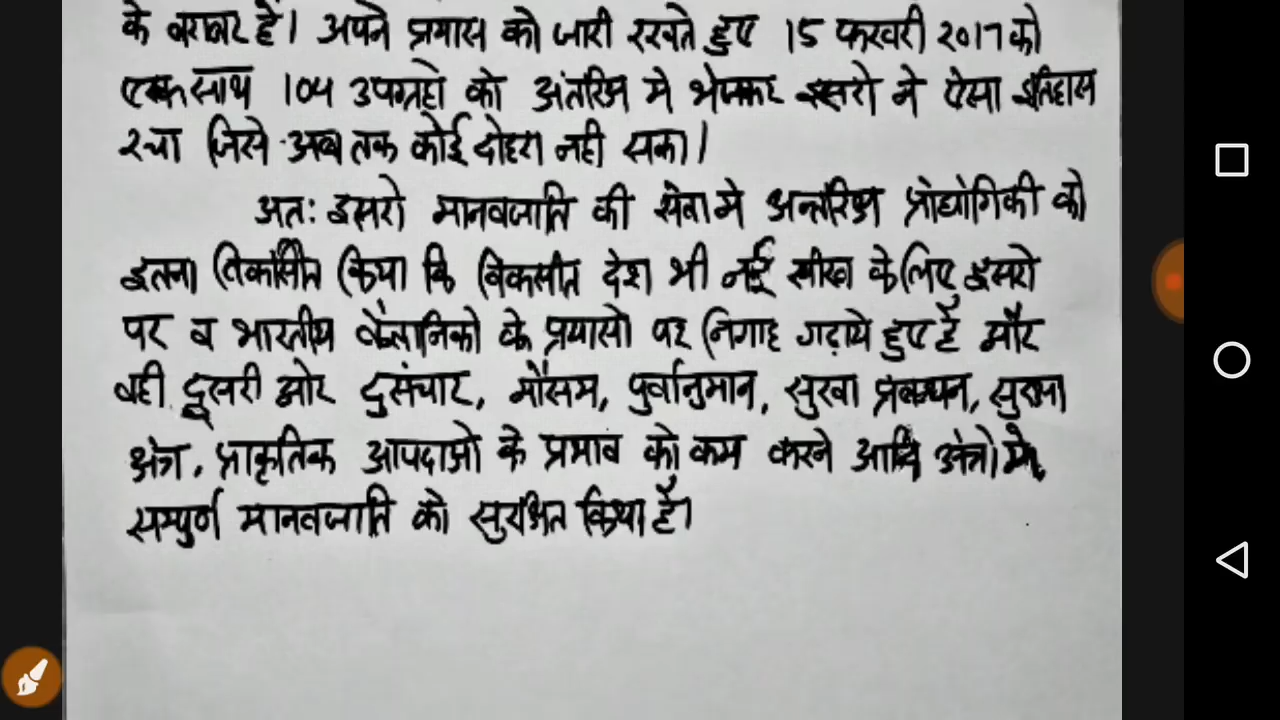 के बराबर है। अपने प्रयास को जारी रखते हुए 15 फरवरी 2017 को
एक साथ 104 उपग्रहो को अंतरिक्ष मे भेजकर इसरो ने ऐसा इतिहास
रचा जिसे अब तक कोई दोहरा नही सका।
अतः इसरो मानवजाति की सेवा मे अन्तरिक्ष प्रोद्योगिकी को
इतना विकसित किया कि विकसीत देश भी नई सीख के लिए इसरो
पर व भारतीय वैज्ञानिको के प्रयासो पर निगाह गढ़ाये हुए है और
वही दूसरी ओर दुसंचार, मौसम, पुर्वानुमान, सुखा प्रबन्धन, सुरक्षा
क्षेत्र, प्राकृतिक आपदाओ के प्रभाव को कम करने आदि क्षेत्रो मे,
सम्पुर्ण मानवजाति को सुरक्षित किया है।